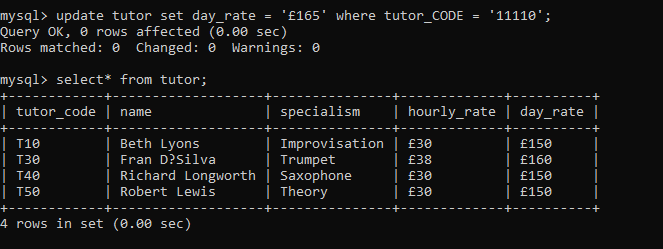 mysql> update tutor set day_rate = '£165' where tutor_CODE = '11110';
Query OK, 0 rows affected (0.00 sec)
Rows matched: 0  Changed: 0  Warnings: 0
mysql> select* from tutor;
+------------+-------------------+---------------+-------------+----------+
| tutor_code | name              | specialism    | hourly_rate | day_rate |
+------------+-------------------+---------------+-------------+----------+
| T10        | Beth Lyons        | Improvisation | £30         | £150     |
| T30        | Fran D?Silva      | Trumpet       | £38         | £160     |
| T40        | Richard Longworth | Saxophone     | £30         | £150     |
| T50        | Robert Lewis      | Theory        | £30         | £150     |
+------------+-------------------+---------------+-------------+----------+
4 rows in set (0.00 sec)